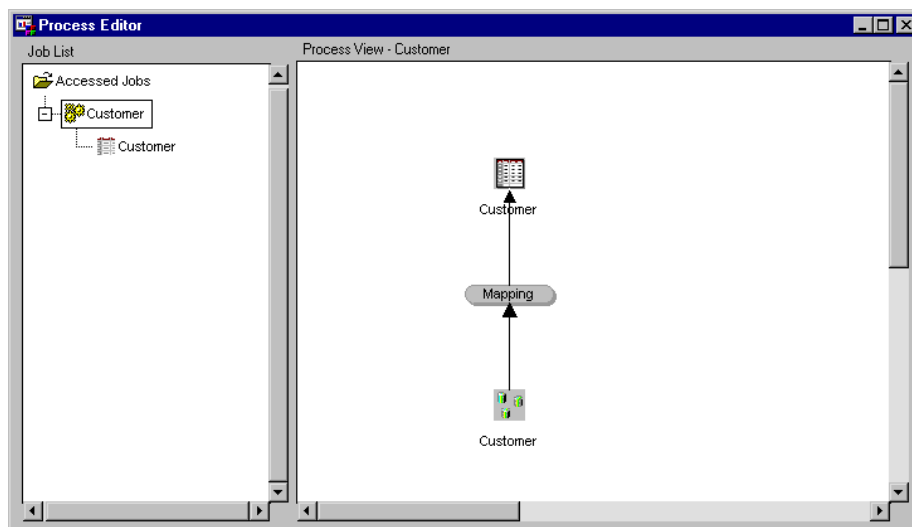 Process Editor
Job List
Process View - Customer
Accessed Jobs
Customer
Customer
Customer
Mapping
Customer